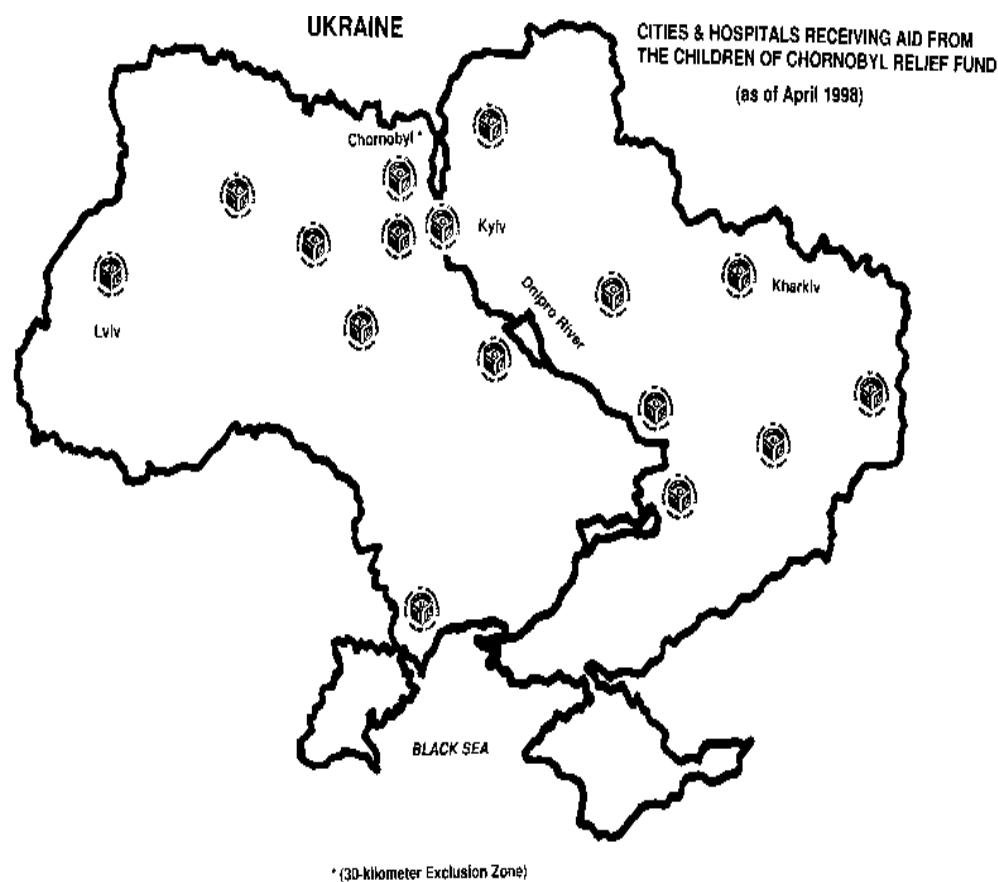 UKRAINE
CITIES & HOSPITALS RECEIVING AID FROM
THE CHILDREN OF CHORNOBYL RELIEF FUND
(as of April 1998)
Chornobyl *
Kyiv
Dnipro River
Kharkiv
Lviv
BLACK SEA
* (30-kilometer Exclusion Zone)